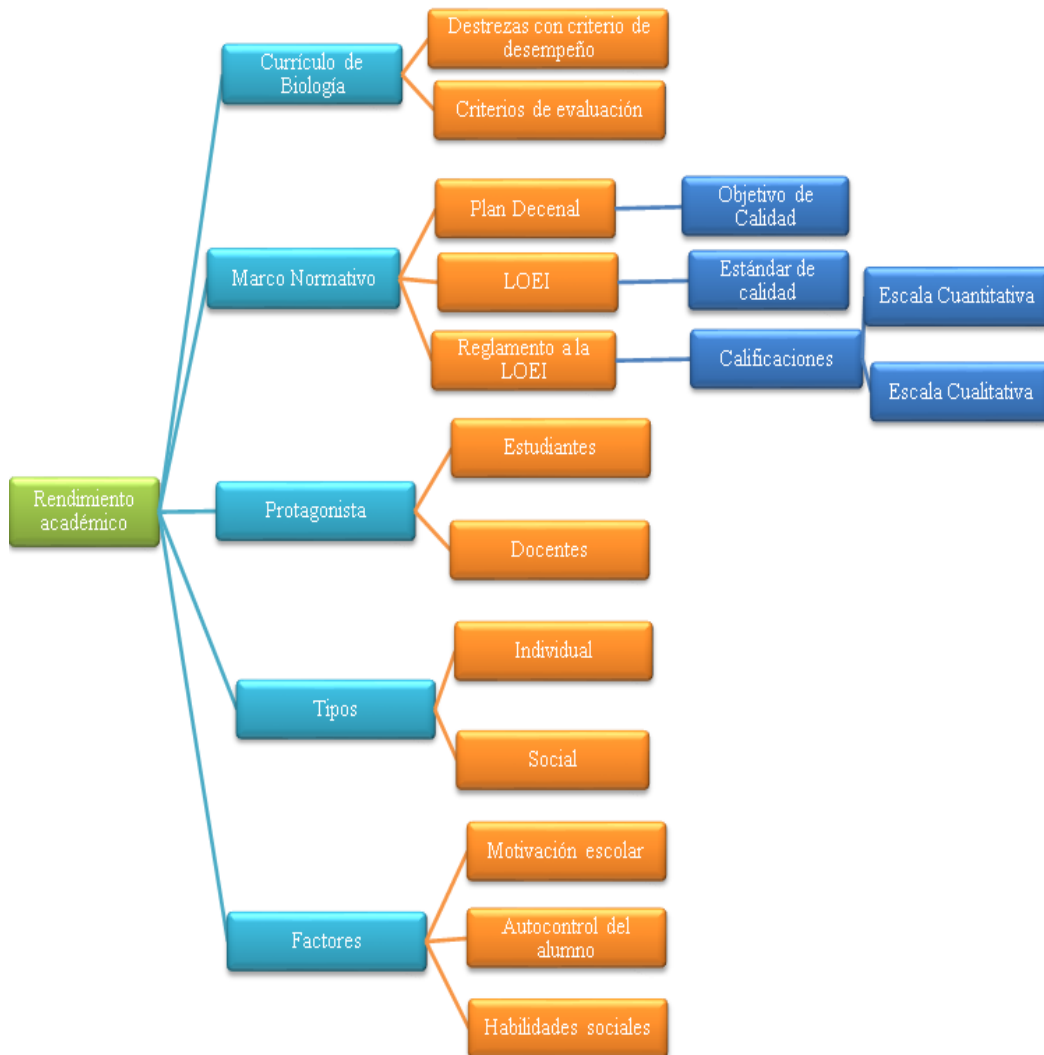 Rendimiento
académico
Currículo de
Biología
Destrezas con criterio de
desempeño
Criterios de evaluación
Marco Normativo
Plan Decenal
Objetivo de
Calidad
LOEI
Estándar de
calidad
Reglamento a la
LOEI
Calificaciones
Escala Cuantitativa
Escala Cualitativa
Protagonista
Estudiantes
Docentes
Tipos
Individual
Social
Factores
Motivación escolar
Autocontrol del
alumno
Habilidades sociales